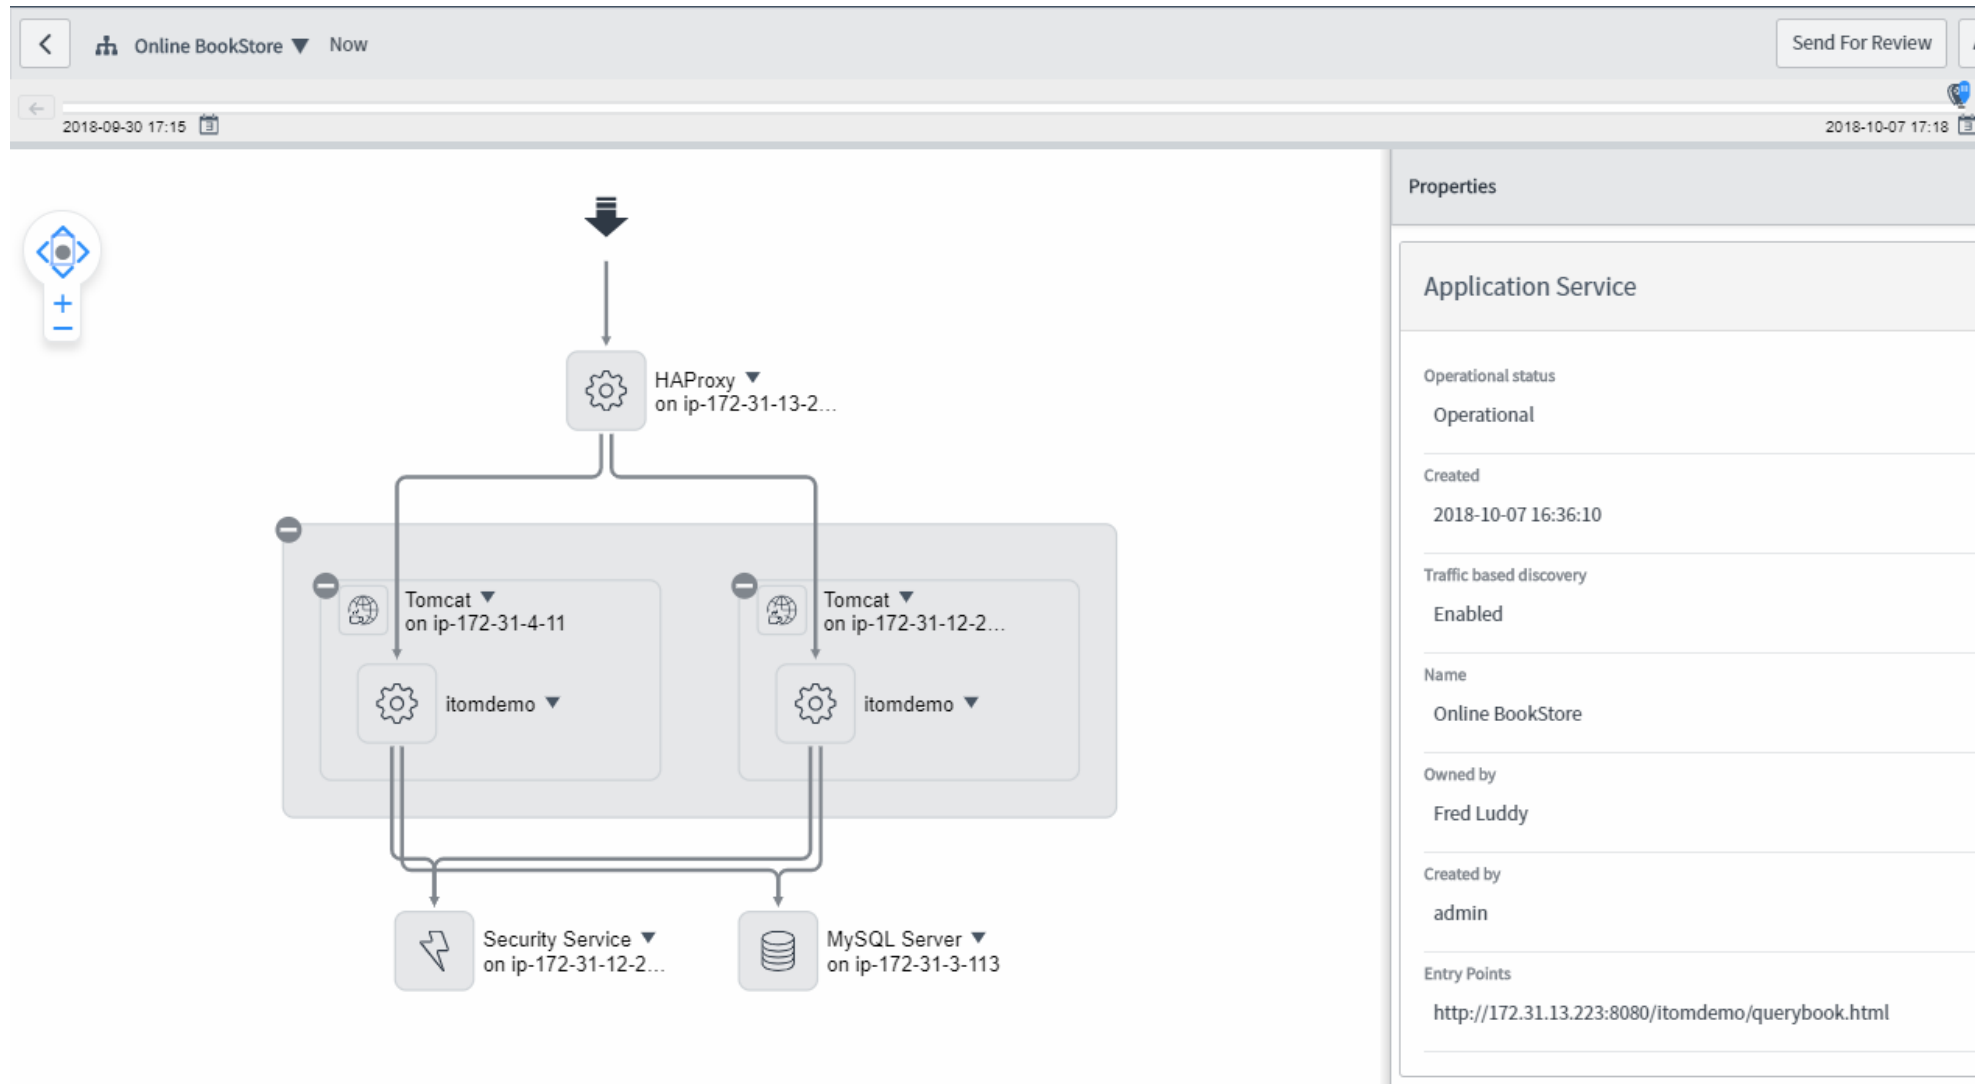 Online BookStore Now
Send For Review
2018-09-30 17:15
2018-10-07 17:18
Properties
Application Service
Operational status
Operational
Created
2018-10-07 16:36:10
Traffic based discovery
Enabled
Name
Online BookStore
Owned by
Fred Luddy
Created by
admin
Entry Points
http://172.31.13.223:8080/itomdemo/querybook.html
HAProxy
on ip-172-31-13-2...
Tomcat
on ip-172-31-4-11
itomdemo
Tomcat
on ip-172-31-12-2...
itomdemo
Security Service
on ip-172-31-12-2...
MySQL Server
on ip-172-31-3-113